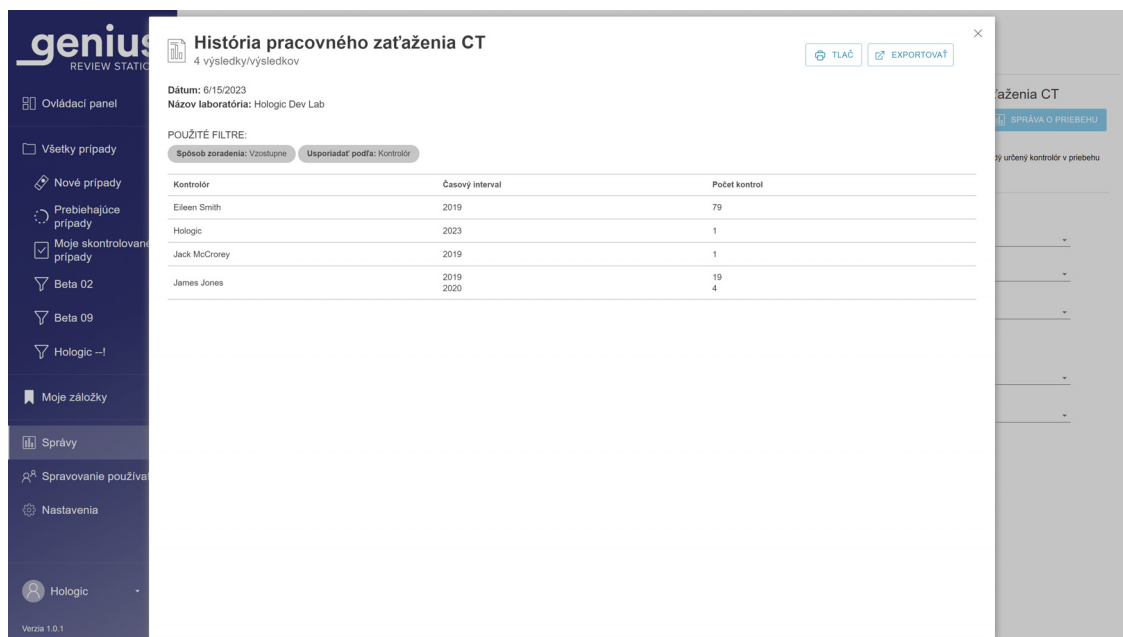 genius
REVIEW STATIC
Ovládací panel
Všetky prípady
Nové prípady
Prebiehajúce
prípady
Moje skontrolované
prípady
Beta 02
Beta 09
Hologic --!
Moje záložky
Správy
Spravovanie používa
Nastavenia
Hologic
Verzia 1.0.1
História pracovného zaťaženia CT
4 výsledky/výsledkov
TLAČ
EXPORTOVAŤ
Dátum: 6/15/2023
Názov laboratória: Hologic Dev Lab
POUŽITÉ FILTRE:
Spôsob zoradenia: Vzostupne
Usporiadať podľa: Kontrolór
Kontrolór Časový interval Počet kontrol
Eileen Smith 2019 79
Hologic 2023 1
Jack McCrorey 2019 1
James Jones 2019 19
2020 4
ťaženia CT
SPRÁVA O PRIEBEHU
dý určený kontrolór v priebehu